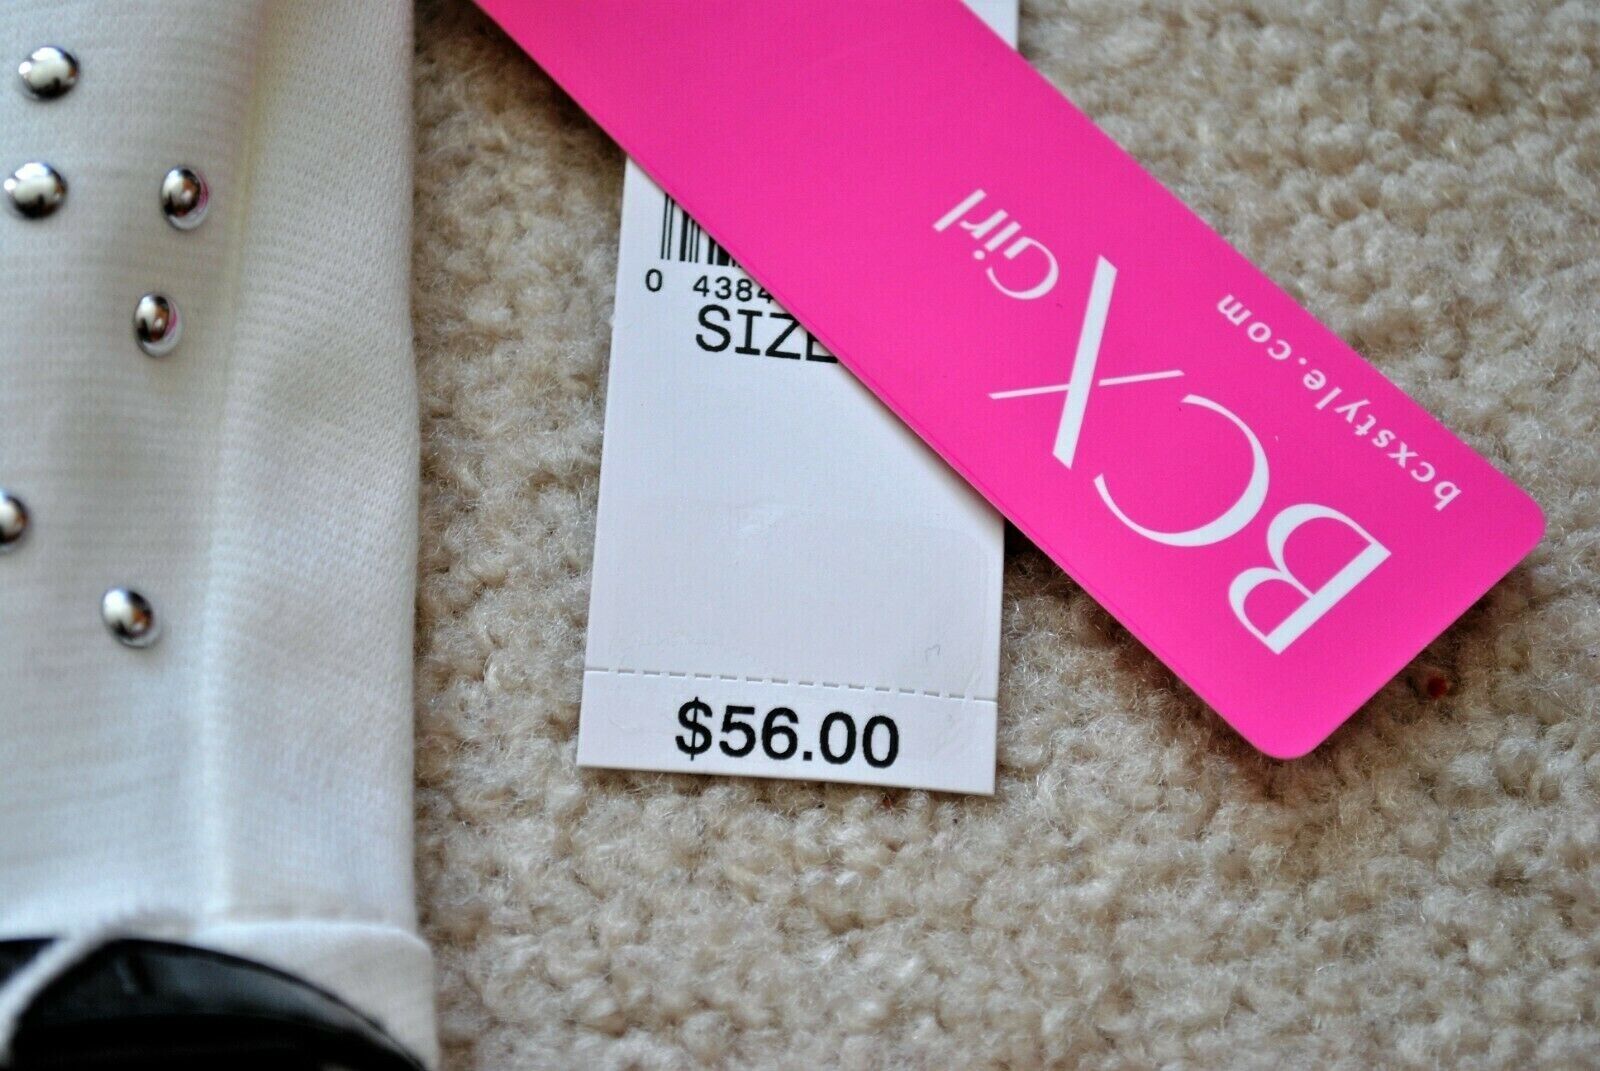 0 4384
SIZE
$56.00
BCX Girl
bcxstyle.com